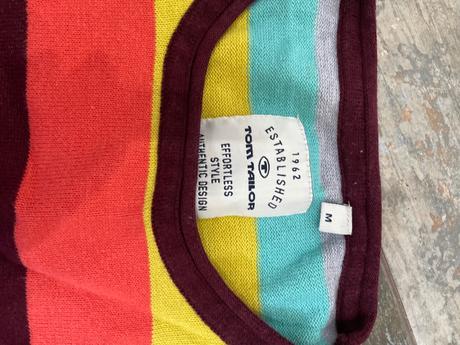 1962
ESTABLISHED
T
TOM TAILOR
EFFORTLESS
STYLE
AUTHENTIC DESIGN
M